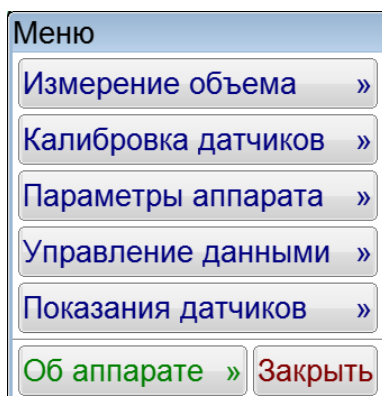 Меню
Измерение объема »
Калибровка датчиков »
Параметры аппарата »
Управление данными »
Показания датчиков »
Об аппарате » Закрыть